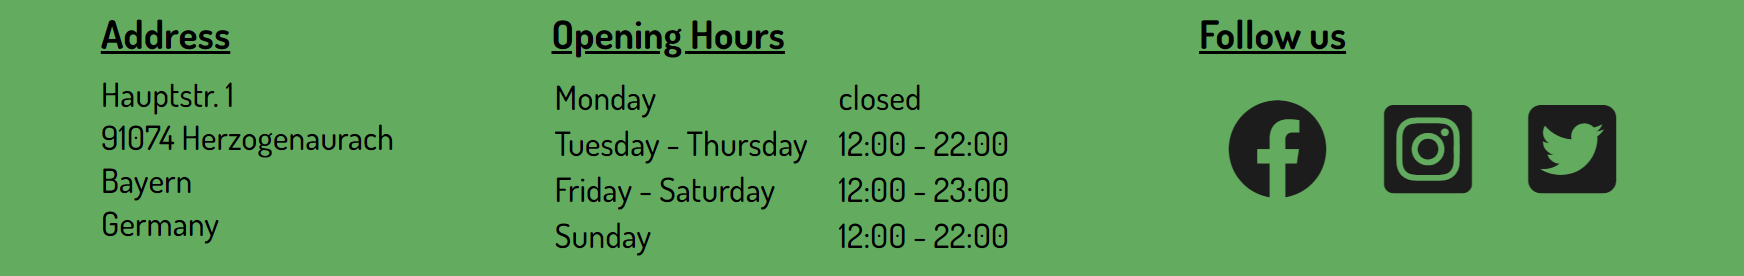 Address
Hauptstr. 1
91074 Herzogenaurach
Bayern
Germany
Opening Hours
Monday closed
Tuesday - Thursday 12:00 - 22:00
Friday - Saturday 12:00 - 23:00
Sunday 12:00 - 22:00
Follow us